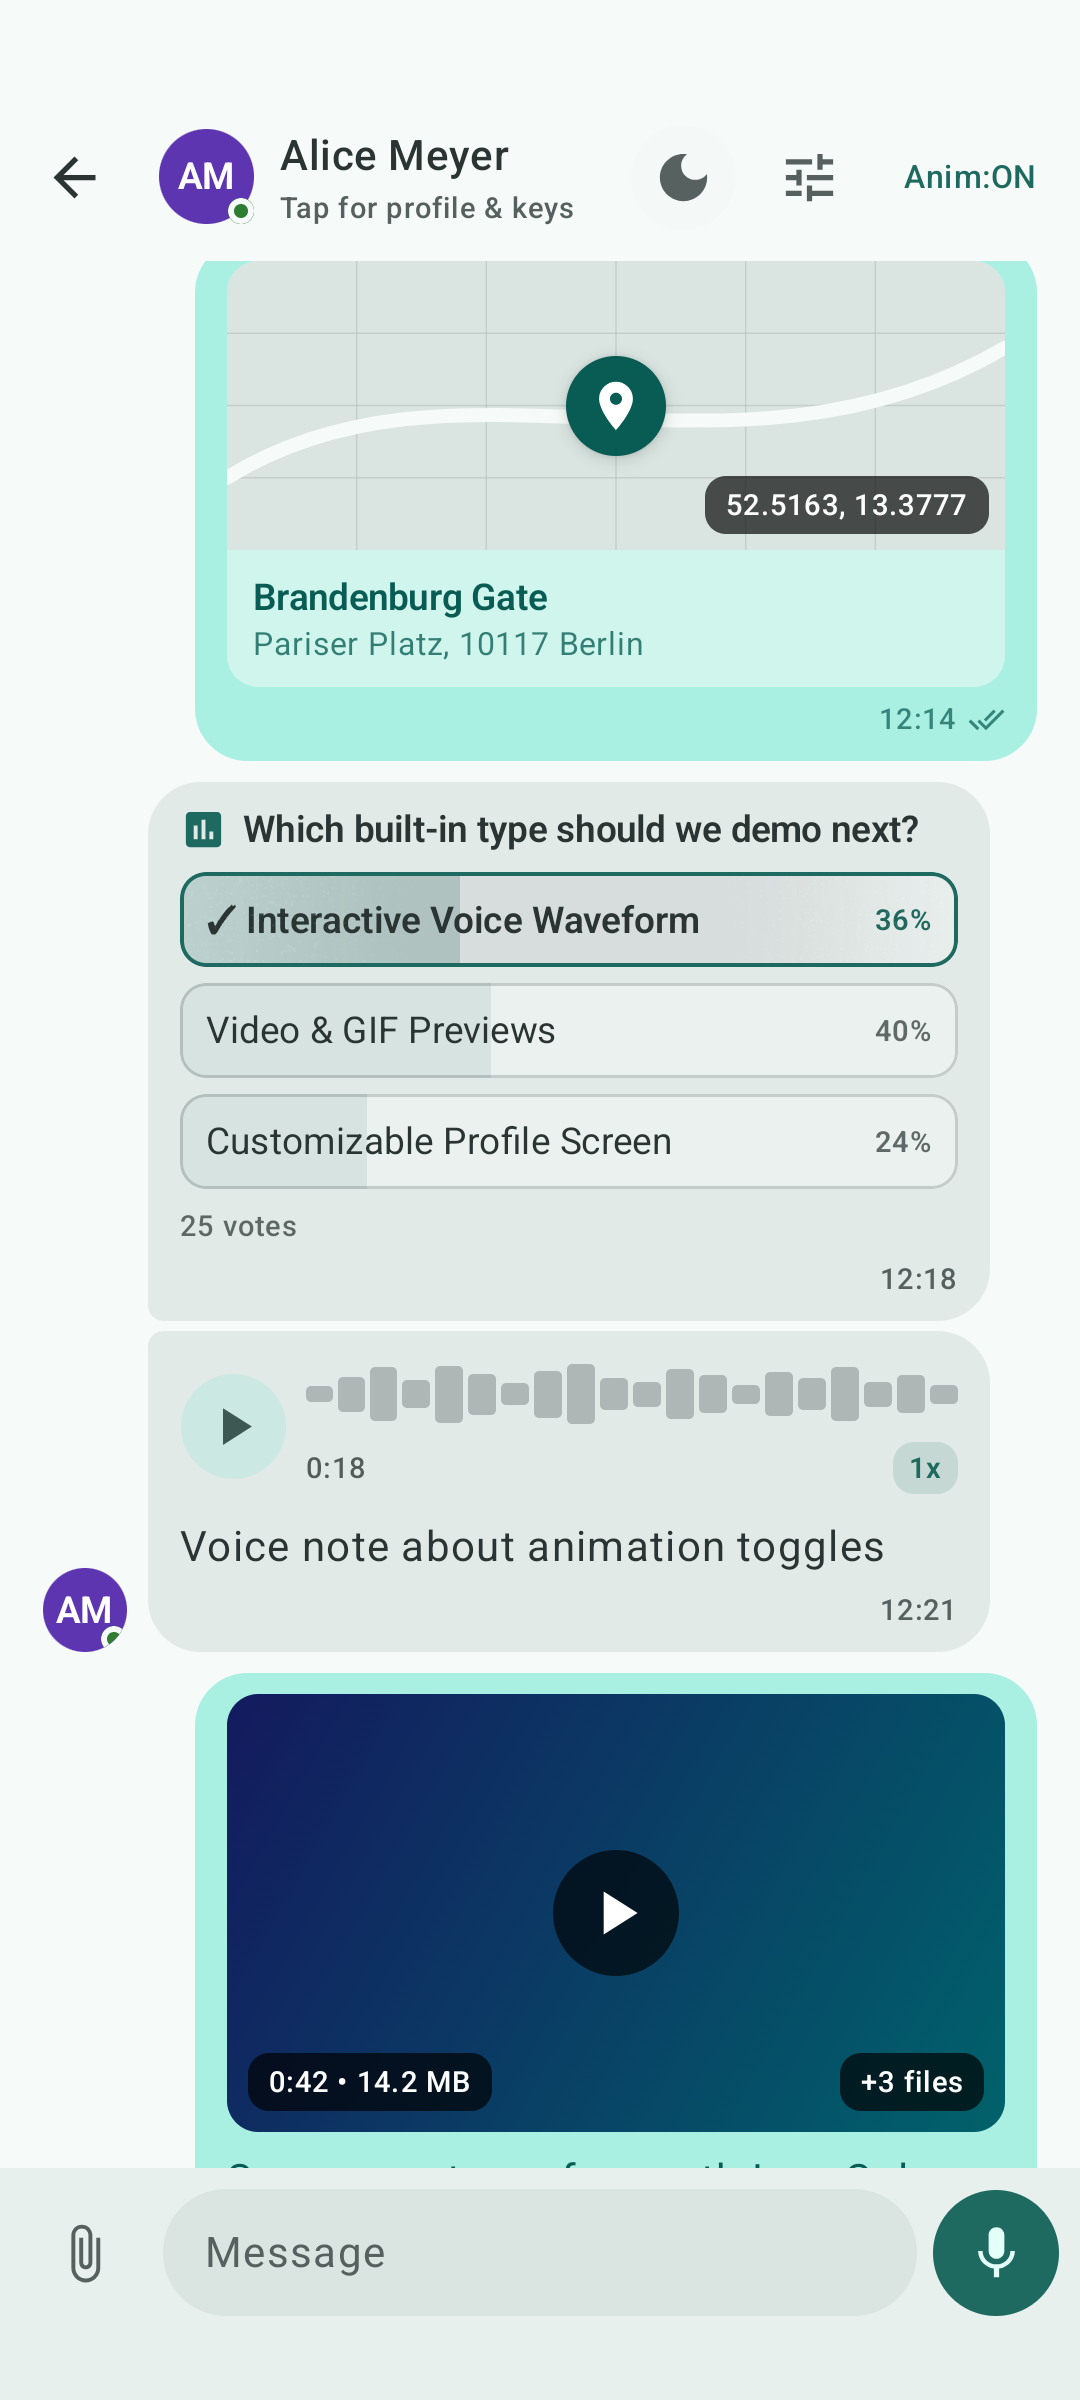 AM
Alice Meyer
Tap for profile & keys
Anim:ON
52.5163, 13.3777
Brandenburg Gate
Pariser Platz, 10117 Berlin
12:14
Which built-in type should we demo next?
✓ Interactive Voice Waveform 36%
Video & GIF Previews 40%
Customizable Profile Screen 24%
25 votes
12:18
0:18
1x
Voice note about animation toggles
AM
12:21
0:42 • 14.2 MB
+3 files
Message